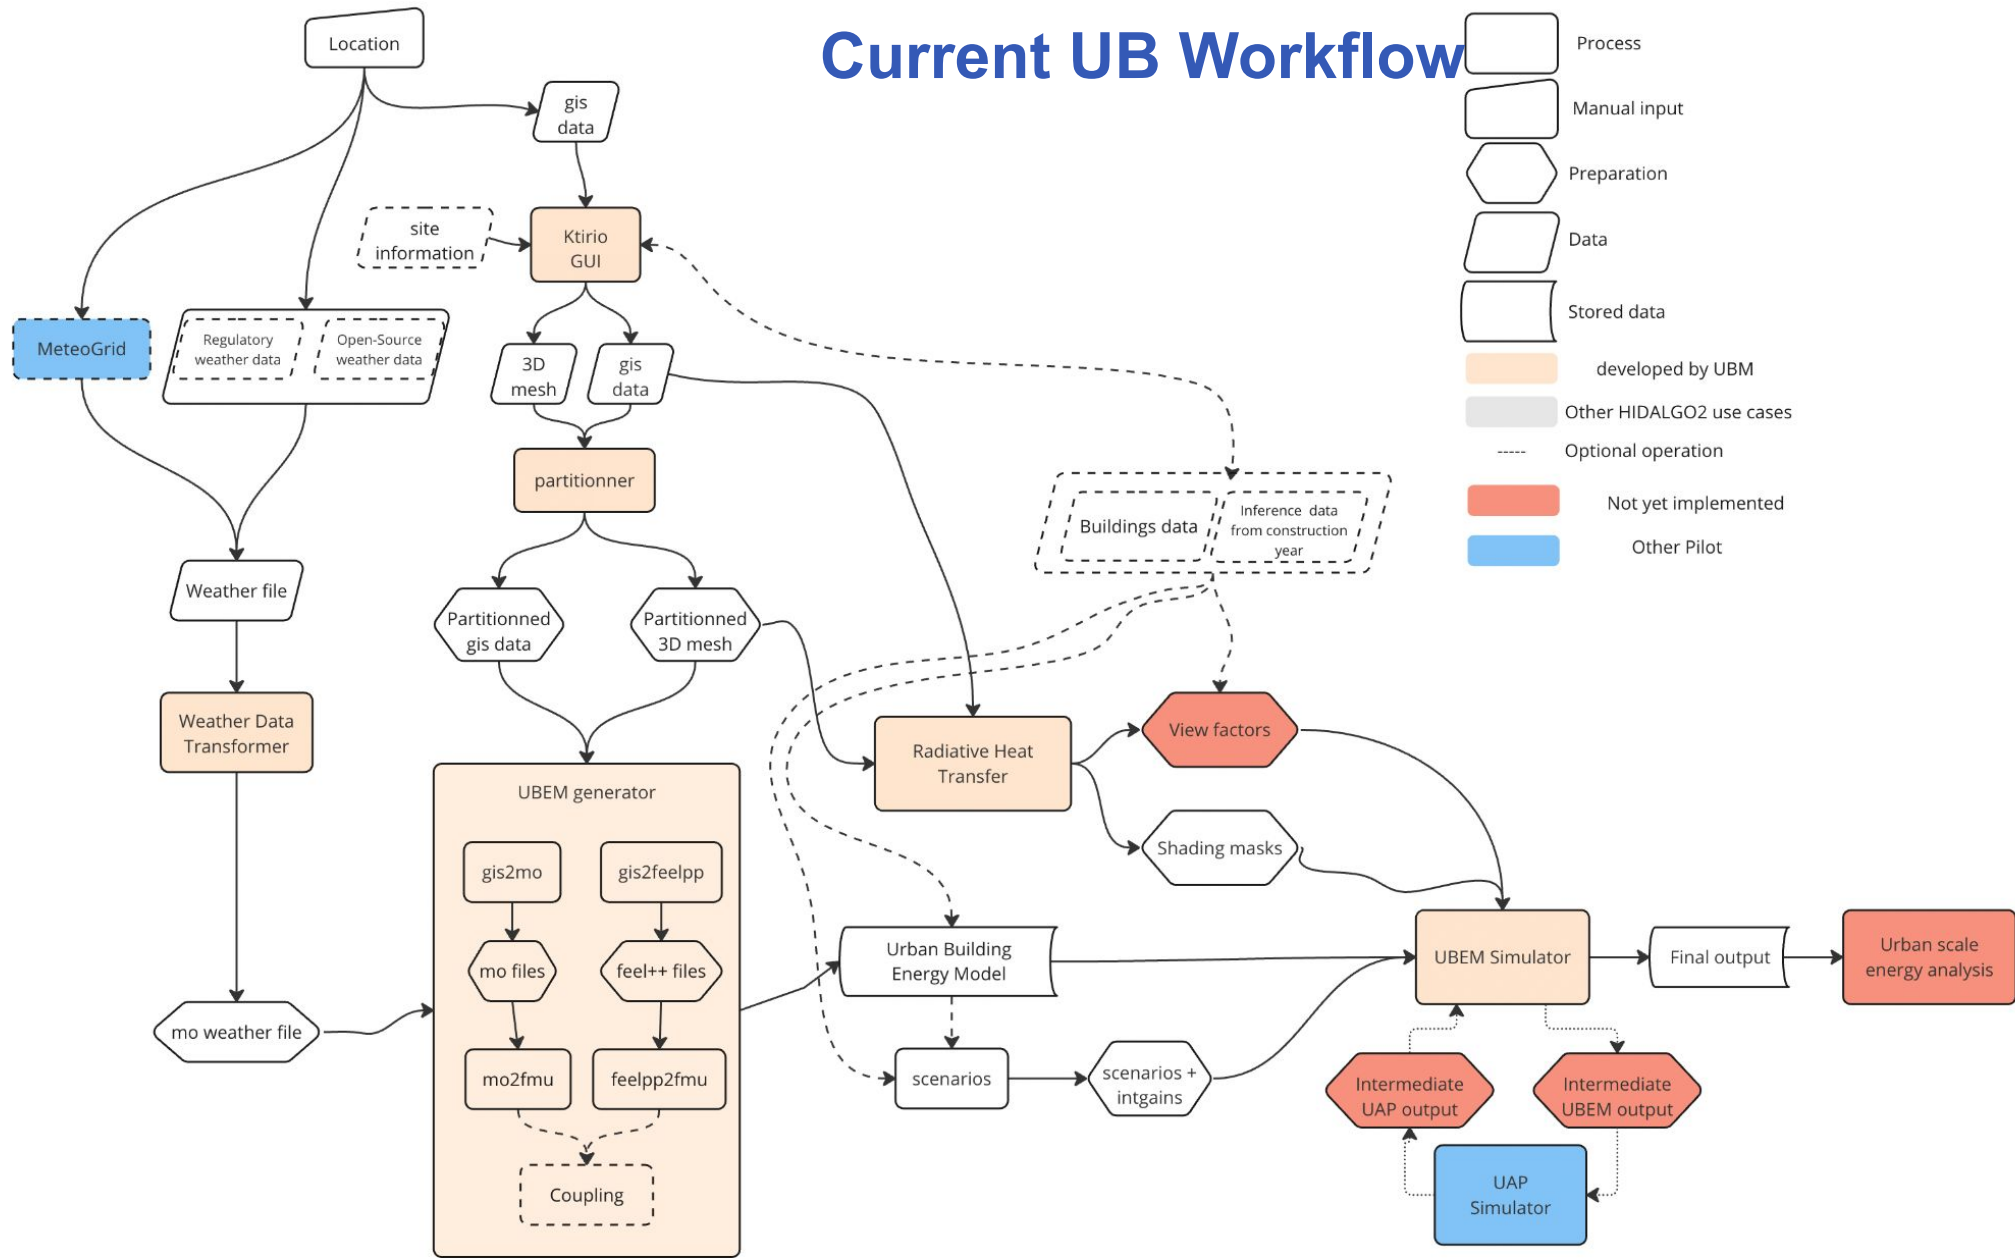 Current UB Workflow
Location
gis
data
site
information
Ktirio
GUI
MeteoGrid
Regulatory
weather data
Open-Source
weather data
3D
mesh
gis
data
partitionner
Buildings data
Inference data
from construction
year
Weather file
Partitionned
gis data
Partitionned
3D mesh
Weather Data
Transformer
Radiative Heat
Transfer
View factors
Shading masks
UBEM generator
gis2mo
gis2feelpp
mo files
feel++ files
mo2fmu
feelpp2fmu
Coupling
mo weather file
Urban Building
Energy Model
scenarios
scenarios +
intgains
UBEM Simulator
Final output
Urban scale
energy analysis
Intermediate
UAP output
Intermediate
UBEM output
UAP
Simulator
Process
Manual input
Preparation
Data
Stored data
developed by UBM
Other HIDALGO2 use cases
----- Optional operation
Not yet implemented
Other Pilot